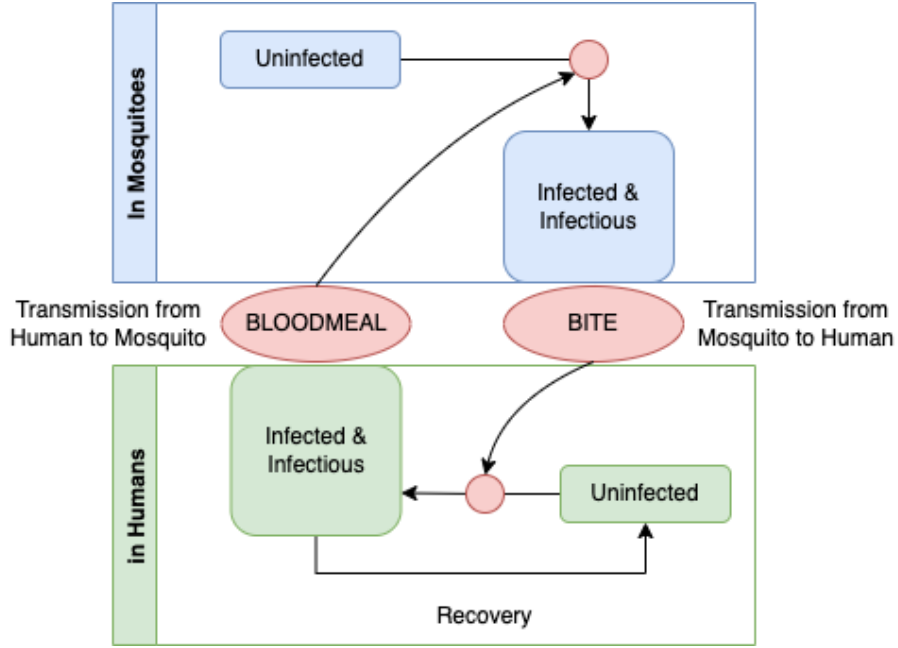 In Mosquitoes
Uninfected
Infected &
Infectious
Transmission from
Human to Mosquito
BLOODMEAL
BITE
Transmission from
Mosquito to Human
in Humans
Infected &
Infectious
Uninfected
Recovery